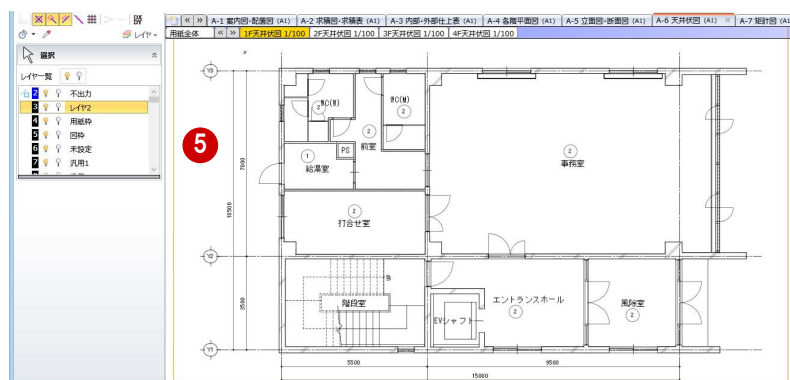 « » A-1 案内図・配置図 (A1) A-2 求積図・求積表 (A1) A-3 内部・外部仕上表 (A1) A-4 各階平面図 (A1) A-5 立面図・断面図 (A1) A-6 天井伏図 (A1) × A-7 矩計図 (A1)
用紙全体 « » 1F天井伏図 1/100 2F天井伏図 1/100 3F天井伏図 1/100 4F天井伏図 1/100
レイヤ
選択
レイヤ一覧
2 不出力
3 レイヤ2
4 用紙枠
5 図枠
6 未設定
7 汎用1
5
Y3
Y2
Y1
7000
10500
3500
WC(W)
2
WC(M)
2
2
前室
PS
1
給湯室
2
打合せ室
2
事務室
階段室
EVシャフト
エントランスホール
2
風除室
2
5500
9500
15000